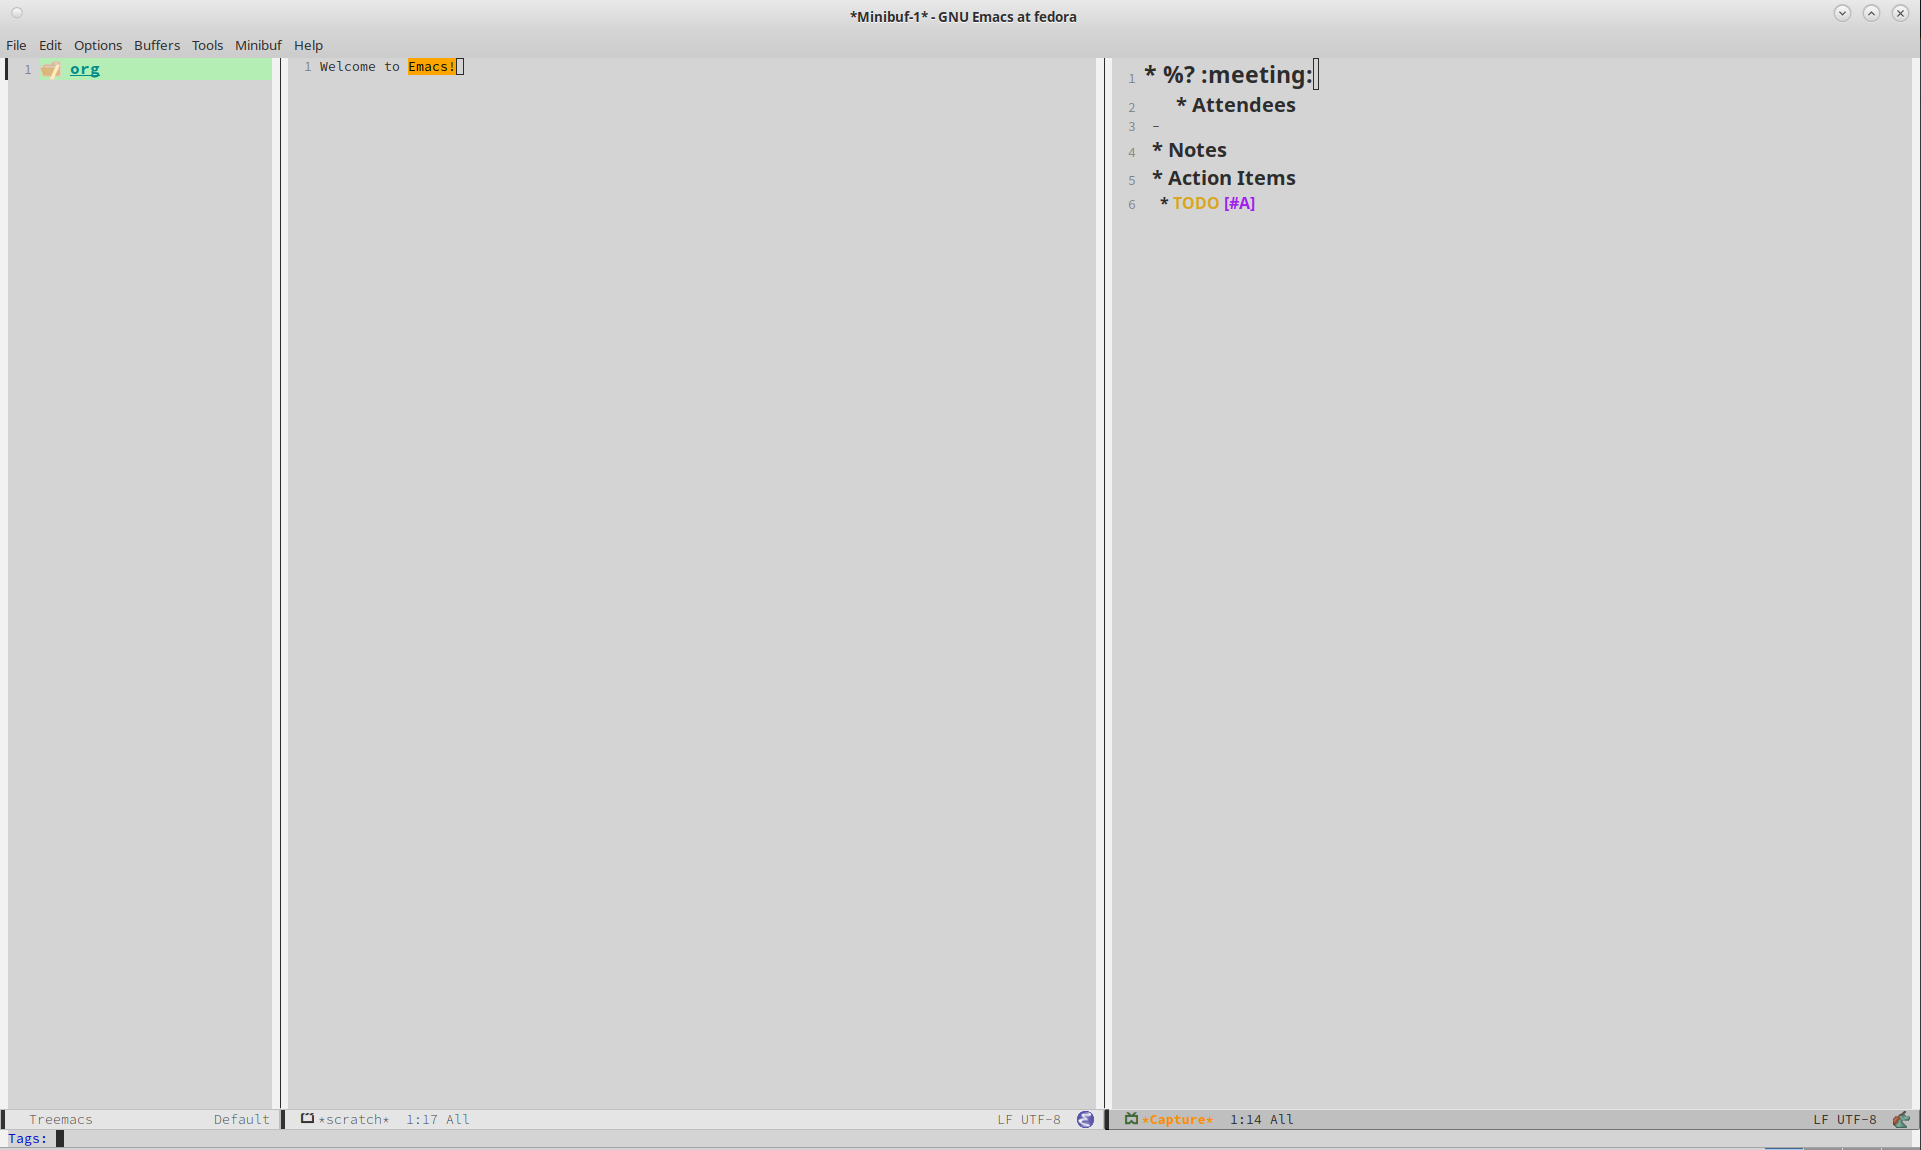 *Minibuf-1* - GNU Emacs at fedora
File Edit Options Buffers Tools Minibuf Help
1 org
1 Welcome to Emacs!
1 * %? :meeting:
2 * Attendees
3 -
4 * Notes
5 * Action Items
6 * TODO [#A]
Treemacs Default
*scratch* 1:17 All LF UTF-8
*Capture* 1:14 All LF UTF-8
Tags: